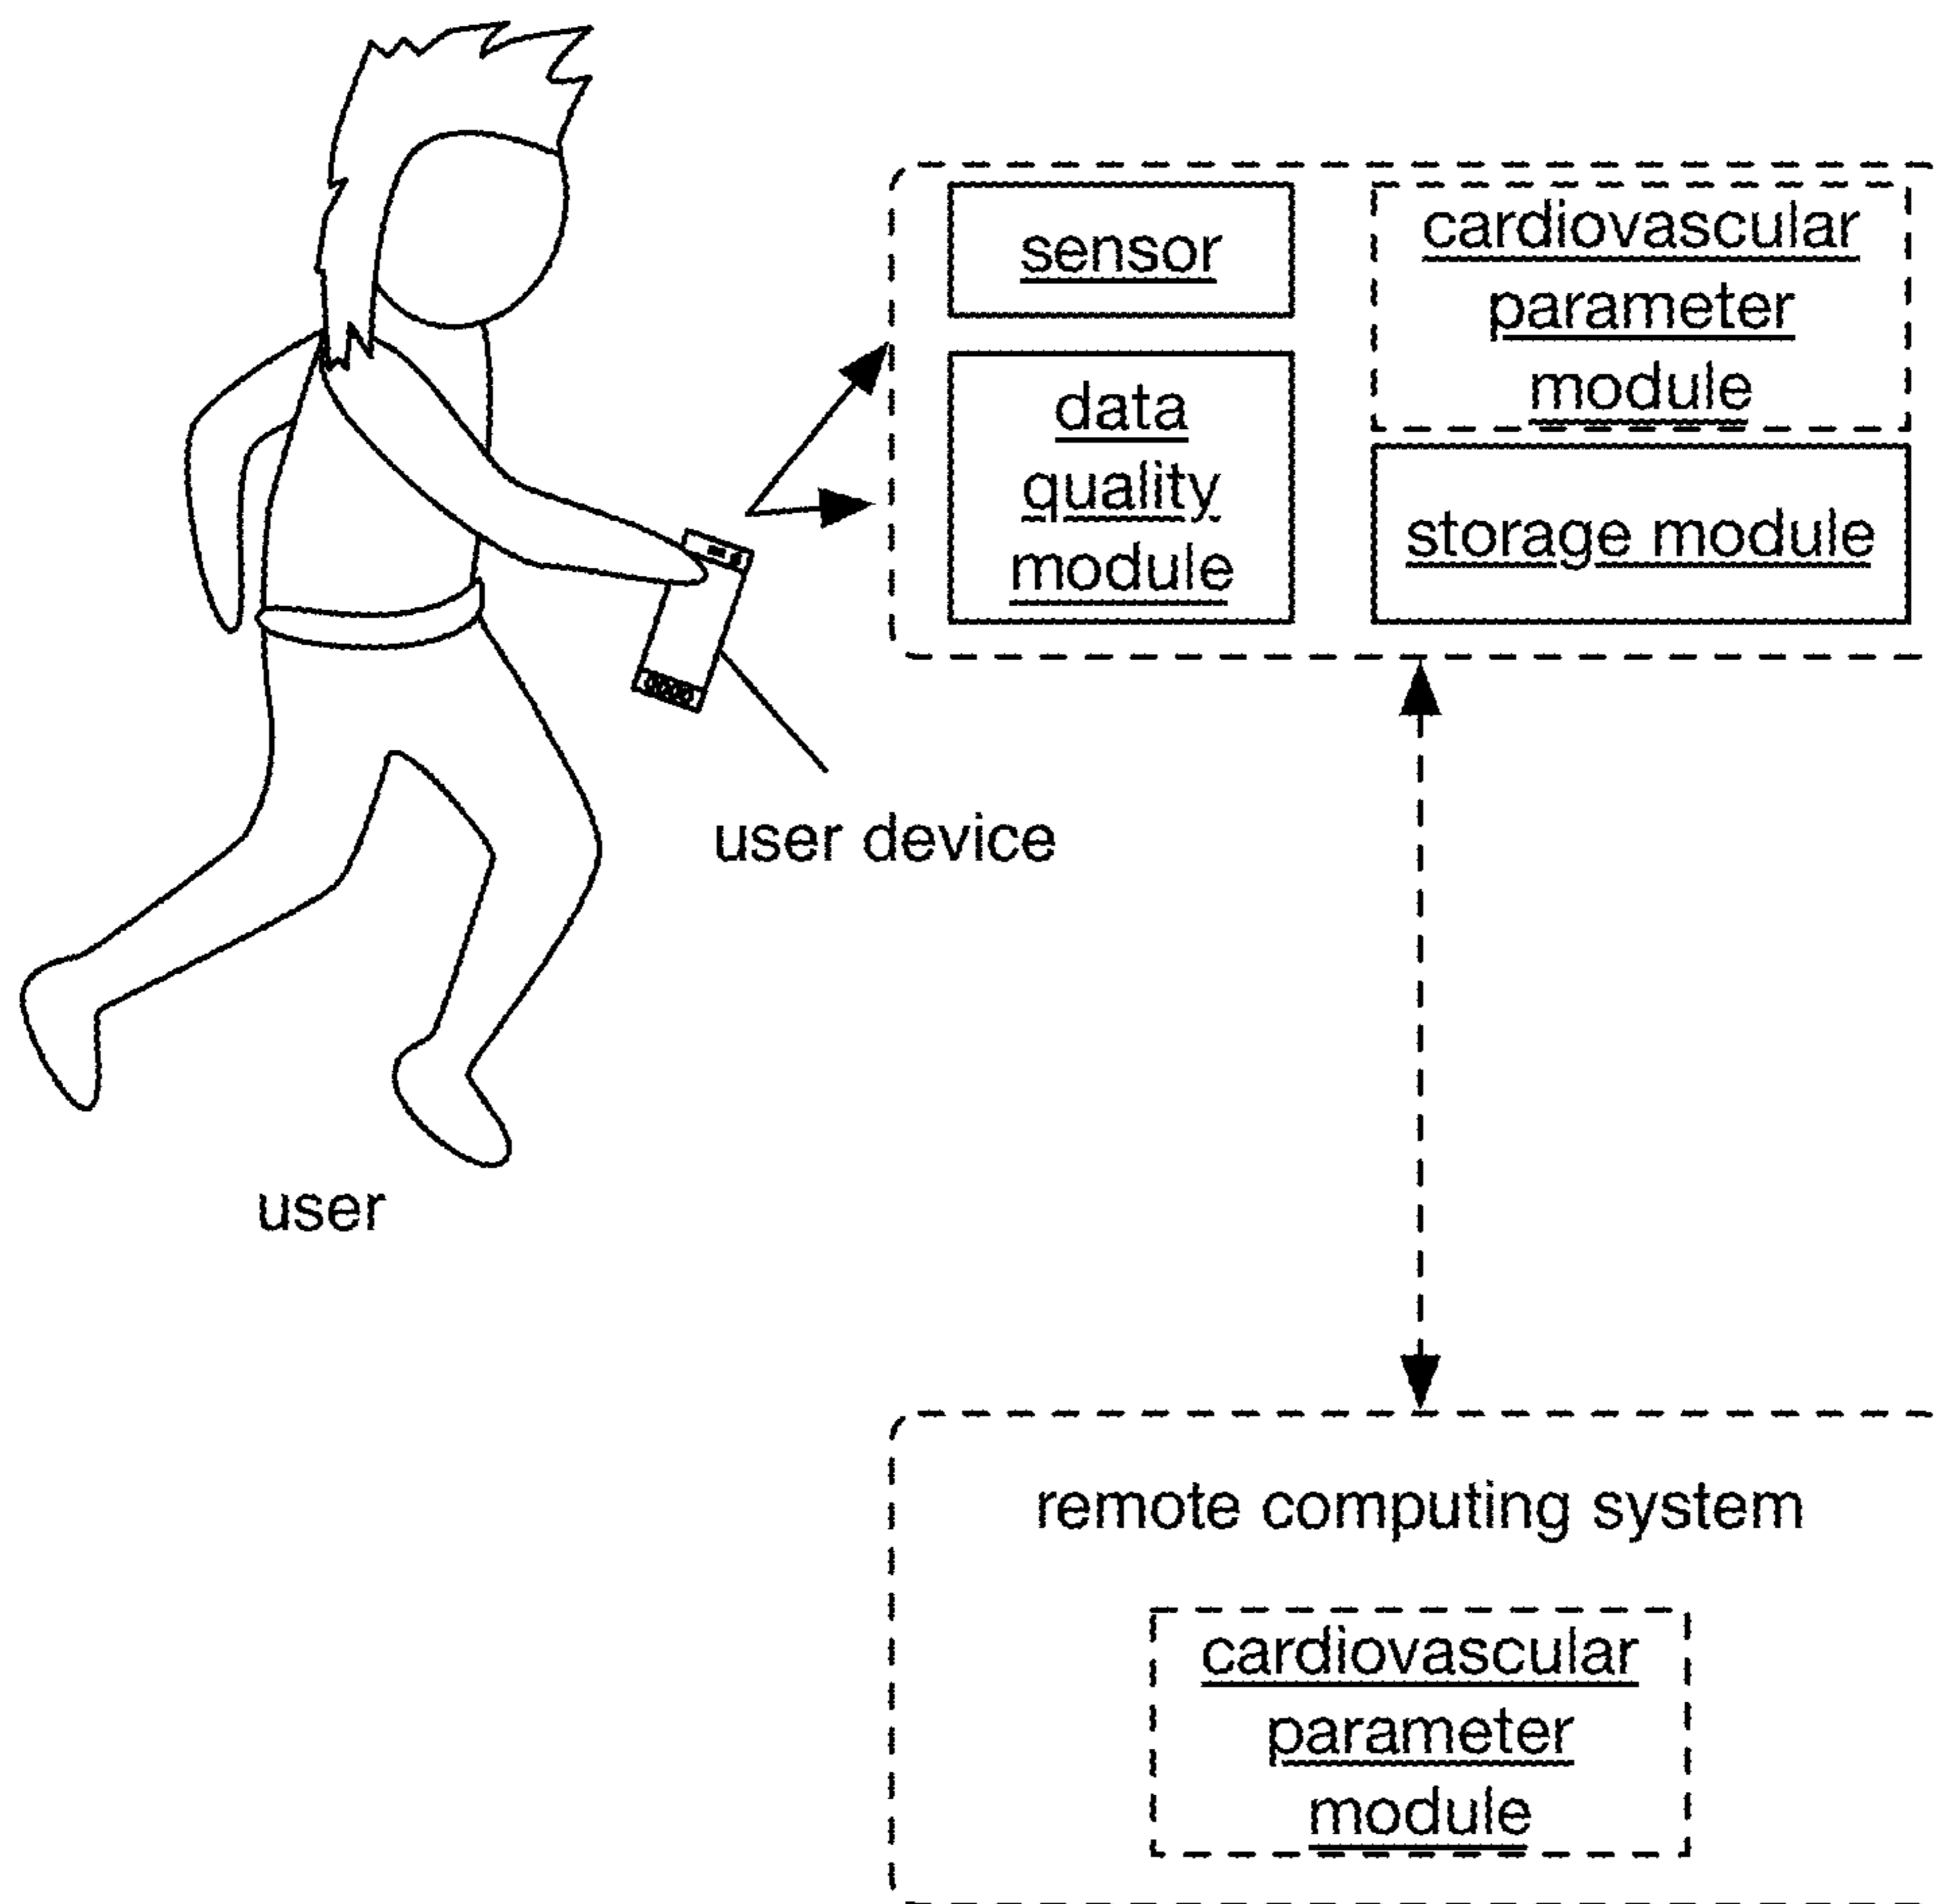 sensor
data
quality
module
cardiovascular
parameter
module
storage module
user device
user
remote computing system
cardiovascular
parameter
module